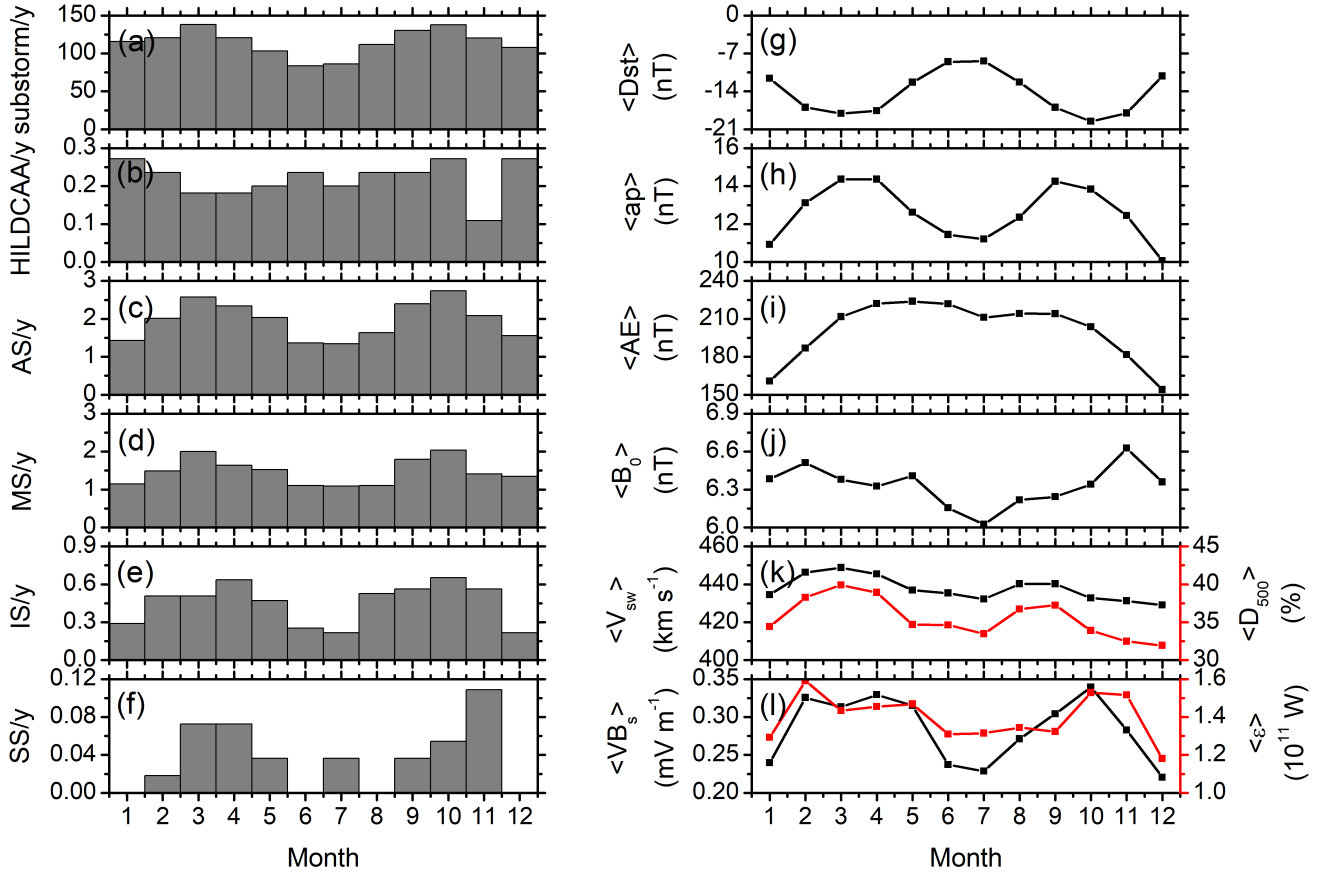 substorm/y
150
100
50
0
(a)
HILDCAA/y
0.3
0.2
0.1
0.0
(b)
AS/y
3
2
1
0
(c)
MS/y
3
2
1
0
(d)
IS/y
0.9
0.6
0.3
0.0
(e)
SS/y
0.12
0.08
0.04
0.00
(f)
1 2 3 4 5 6 7 8 9 10 11 12
Month
<Dst>
(nT)
0
-7
-14
-21
(g)
<ap>
(nT)
16
14
12
10
(h)
<AE>
(nT)
240
210
180
150
(i)
<B₀>
(nT)
6.9
6.6
6.3
6.0
(j)
<V_sw>
(km s⁻¹)
460
440
420
400
(k)
45
40
35
30
<D₅₀₀>
(%)
<VB_s>
(mV m⁻¹)
0.35
0.30
0.25
0.20
(l)
1.6
1.4
1.2
1.0
<ε>
(10¹¹ W)
1 2 3 4 5 6 7 8 9 10 11 12
Month